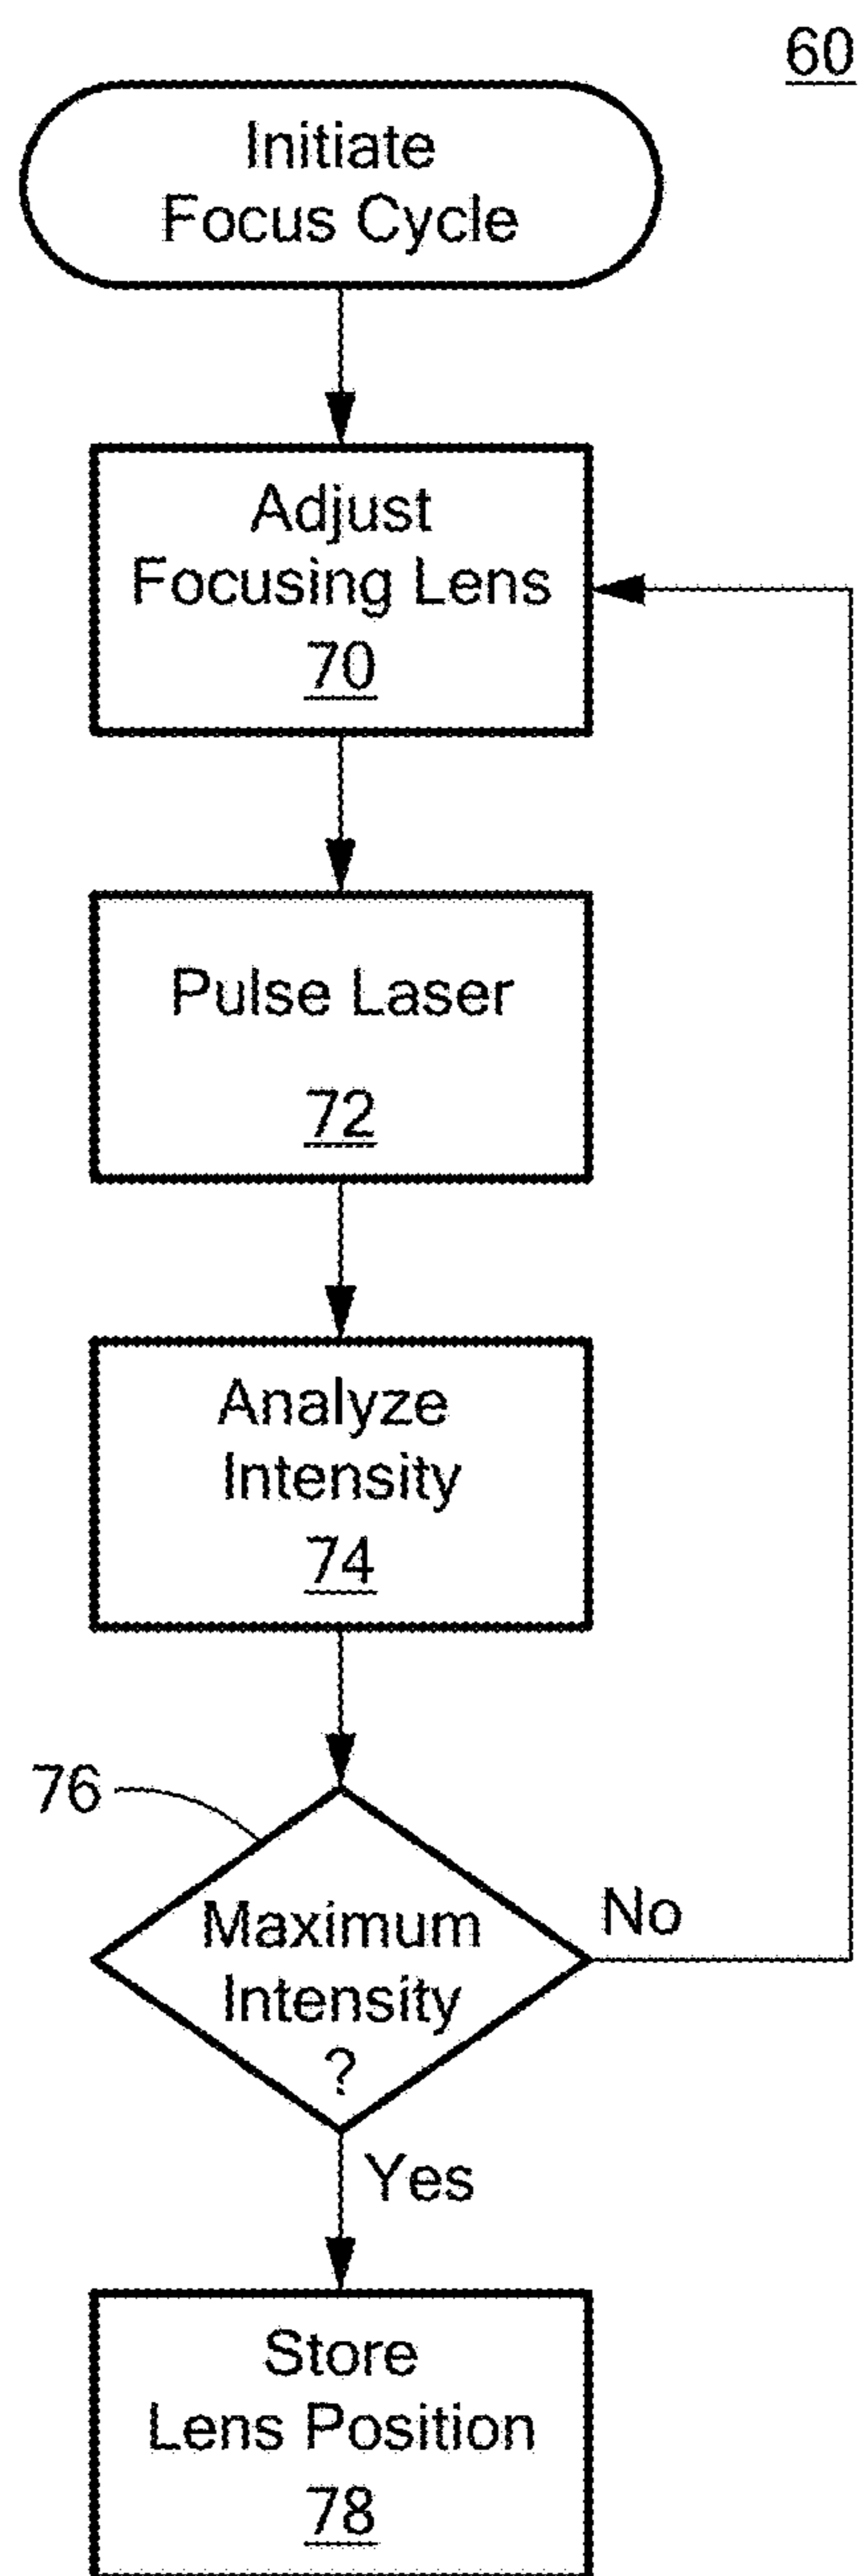 60
Initiate
Focus Cycle
Adjust
Focusing Lens
70
Pulse Laser
72
Analyze
Intensity
74
76
Maximum
Intensity
?
No
Yes
Store
Lens Position
78